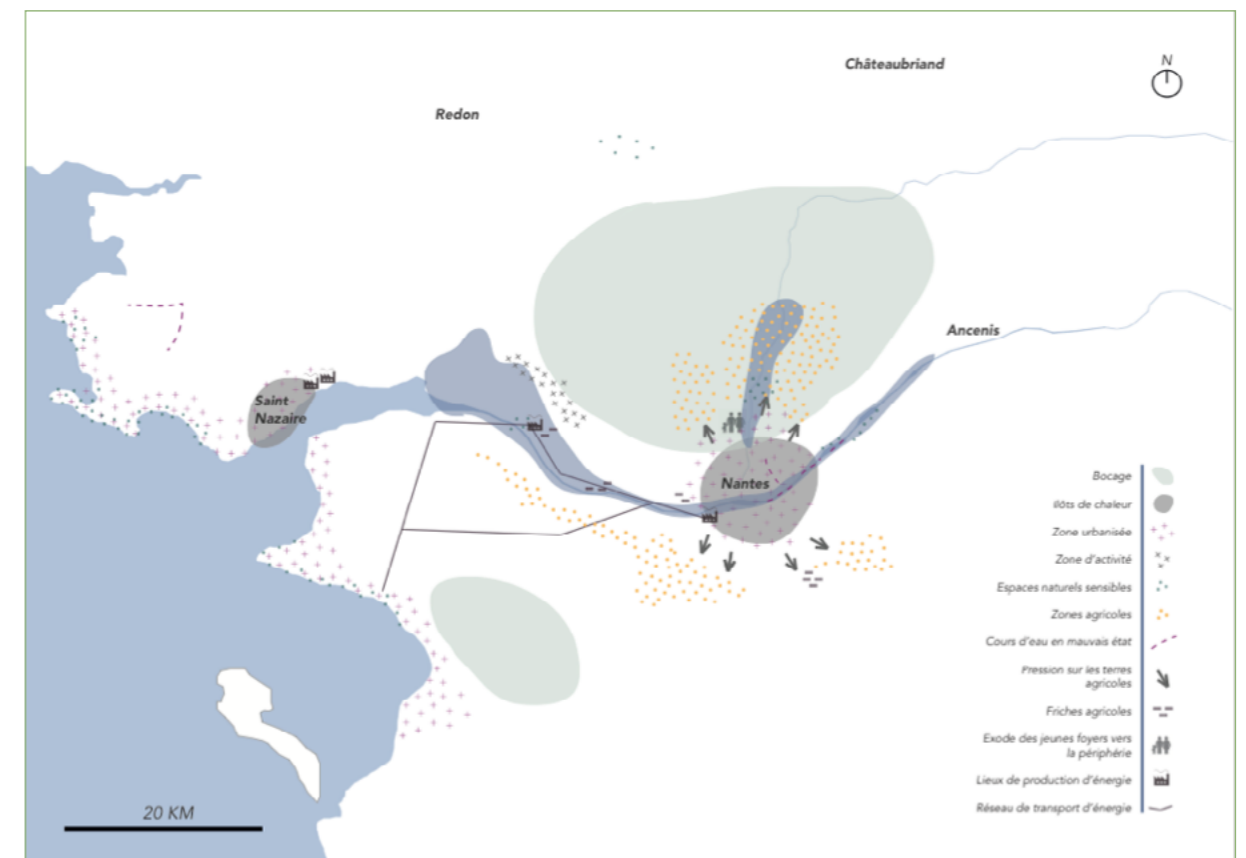 Châteaubriand
N
Redon
Ancenis
Saint
Nazaire
Nantes
Bocage
Ilôts de chaleur
Zone urbanisée
Zone d'activité
Espaces naturels sensibles
Zones agricoles
Cours d'eau en mauvais état
Pression sur les terres
agricoles
Friches agricoles
Exode des jeunes foyers vers
la périphérie
Lieux de production d'énergie
Réseau de transport d'énergie
20 KM